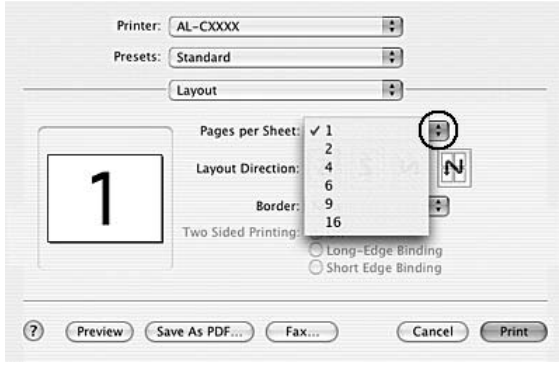 Printer: AL-CXXXX
Presets: Standard
Layout
Pages per Sheet: ✓ 1
2
Layout Direction: 4
6
Border: 9
16
Two Sided Printing:
Long-Edge Binding
Short Edge Binding
1
? Preview Save As PDF... Fax... Cancel Print